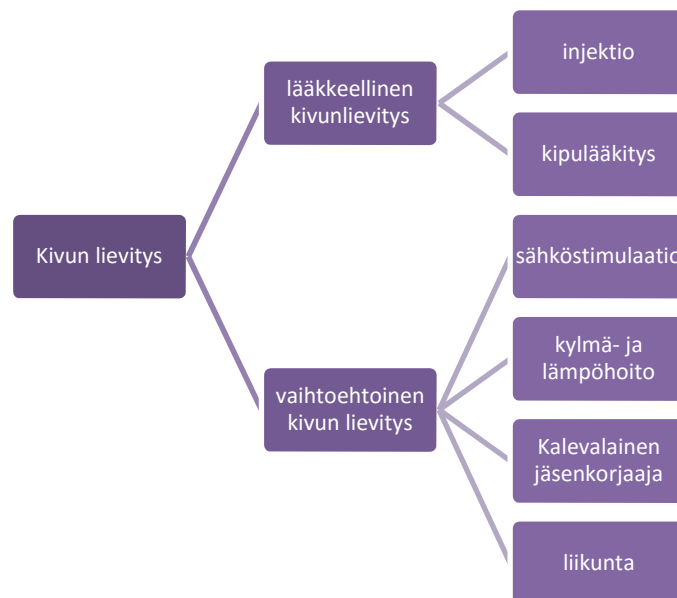 Kivun lievitys
lääkkeellinen
kivunlievitys
injektio
kipulääkitys
vaihtoehtoinen
kivun lievitys
sähköstimulaatio
kylmä- ja
lämpöhoito
Kalevalainen
jäsenkorjaaja
liikunta